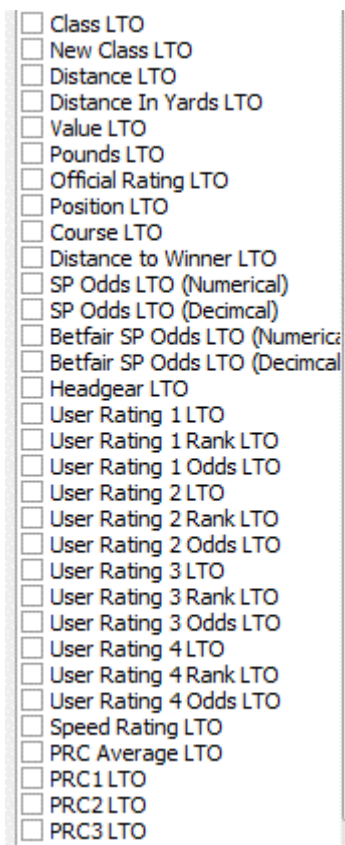 Class LTO
New Class LTO
Distance LTO
Distance In Yards LTO
Value LTO
Pounds LTO
Official Rating LTO
Position LTO
Course LTO
Distance to Winner LTO
SP Odds LTO (Numerical)
SP Odds LTO (Decimcal)
Betfair SP Odds LTO (Numerica
Betfair SP Odds LTO (Decimcal
Headgear LTO
User Rating 1 LTO
User Rating 1 Rank LTO
User Rating 1 Odds LTO
User Rating 2 LTO
User Rating 2 Rank LTO
User Rating 2 Odds LTO
User Rating 3 LTO
User Rating 3 Rank LTO
User Rating 3 Odds LTO
User Rating 4 LTO
User Rating 4 Rank LTO
User Rating 4 Odds LTO
Speed Rating LTO
PRC Average LTO
PRC1 LTO
PRC2 LTO
PRC3 LTO